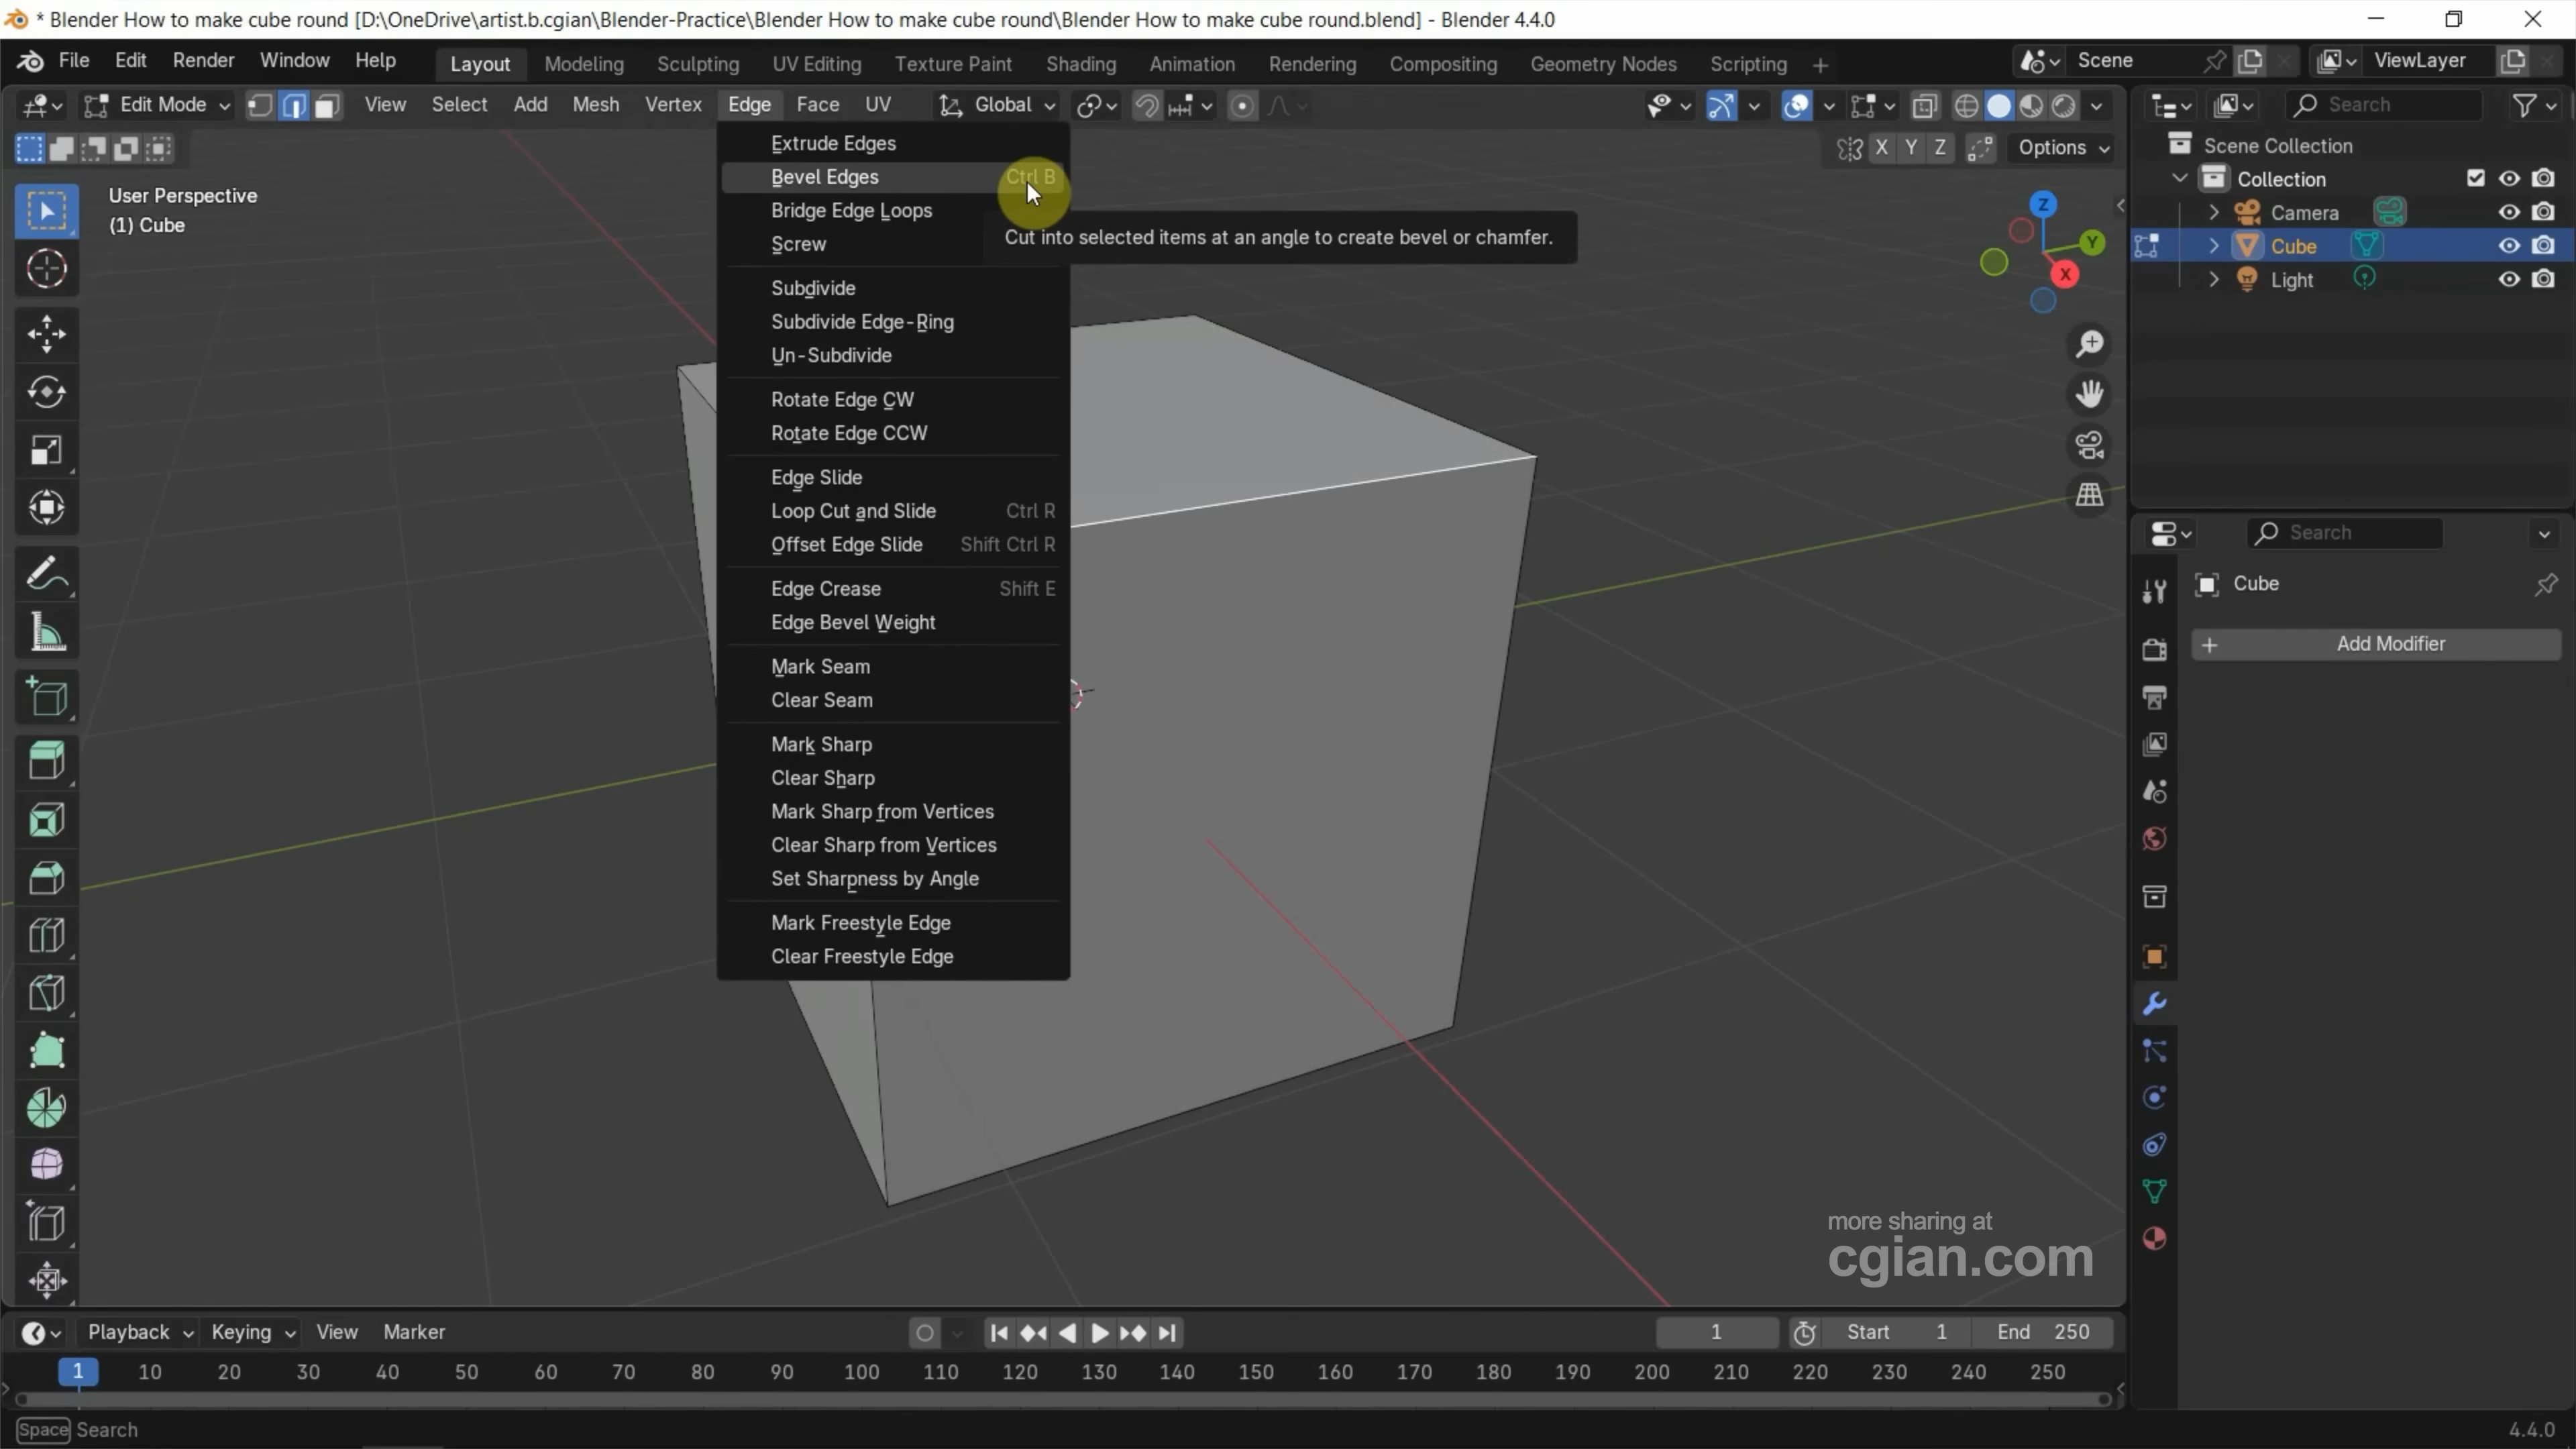 * Blender How to make cube round [D:\OneDrive\artist.b.cgian\Blender-Practice\Blender How to make cube round\Blender How to make cube round.blend] - Blender 4.4.0
File Edit Render Window Help Layout Modeling Sculpting UV Editing Texture Paint Shading Animation Rendering Compositing Geometry Nodes Scripting + Scene ViewLayer
Edit Mode View Select Add Mesh Vertex Edge Face UV Global Search
X Y Z Options
User Perspective
(1) Cube
Extrude Edges
Bevel Edges Ctrl B
Bridge Edge Loops
Screw
Cut into selected items at an angle to create bevel or chamfer.
Subdivide
Subdivide Edge-Ring
Un-Subdivide
Rotate Edge CW
Rotate Edge CCW
Edge Slide
Loop Cut and Slide Ctrl R
Offset Edge Slide Shift Ctrl R
Edge Crease Shift E
Edge Bevel Weight
Mark Seam
Clear Seam
Mark Sharp
Clear Sharp
Mark Sharp from Vertices
Clear Sharp from Vertices
Set Sharpness by Angle
Mark Freestyle Edge
Clear Freestyle Edge
Z
Y
X
Scene Collection
Collection
Camera
Cube
Light
Search
Cube
+ Add Modifier
more sharing at
cgian.com
Playback Keying View Marker 1 Start 1 End 250
1 10 20 30 40 50 60 70 80 90 100 110 120 130 140 150 160 170 180 190 200 210 220 230 240 250
Space Search 4.4.0